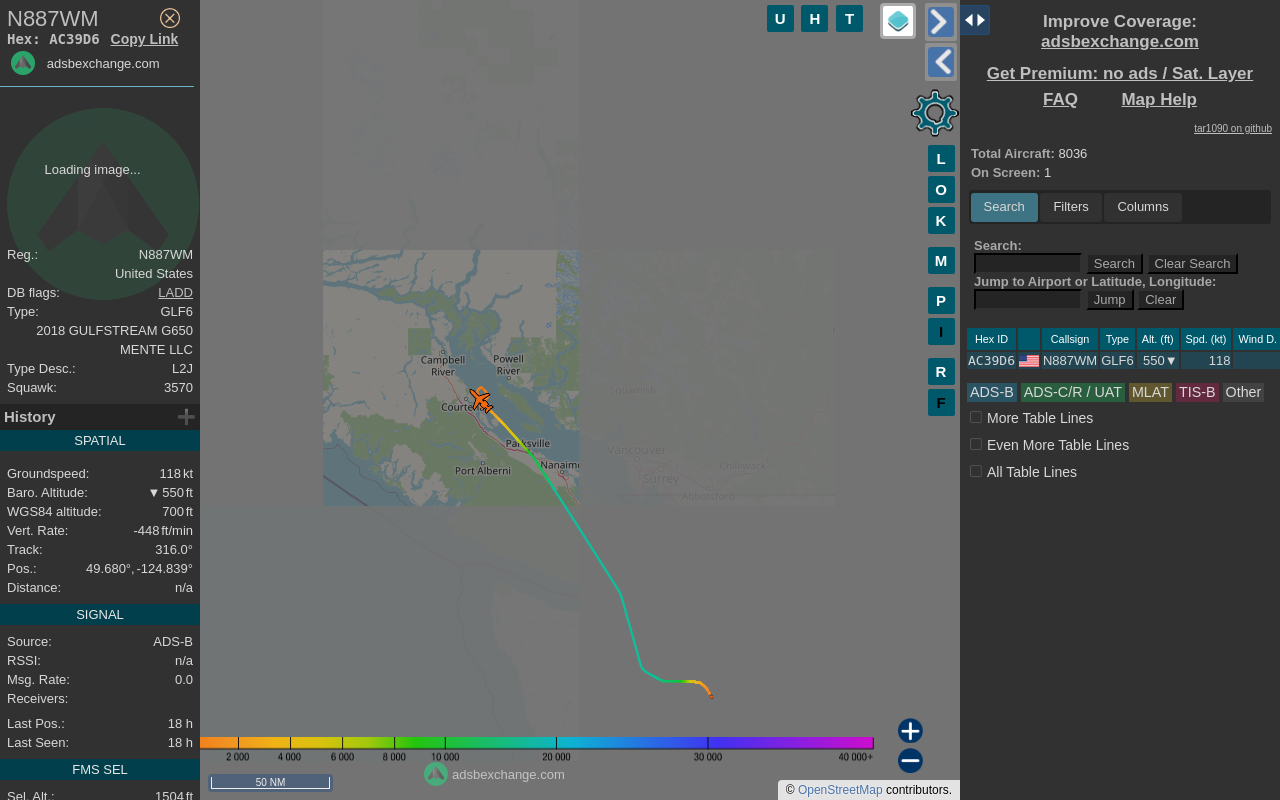 N887WM
Hex: AC39D6 Copy Link
adsbexchange.com
Loading image...
Reg.: N887WM
United States
DB flags: LADD
Type: GLF6
2018 GULFSTREAM G650
MENTE LLC
Type Desc.: L2J
Squawk: 3570
History
SPATIAL
Groundspeed: 118 kt
Baro. Altitude: ▼ 550 ft
WGS84 altitude: 700 ft
Vert. Rate: -448 ft/min
Track: 316.0°
Pos.: 49.680°, -124.839°
Distance: n/a
SIGNAL
Source: ADS-B
RSSI: n/a
Msg. Rate: 0.0
Receivers:
Last Pos.: 18 h
Last Seen: 18 h
FMS SEL
Sel. Alt.: 1504 ft
U H T
L
O
K
M
P
I
R
F
Campbell
River
Powell
River
Courte
Parksville
Port Alberni
Nanaimo
Squamish
Vancouver
Surrey
Chilliwack
Abbotsford
2 000 4 000 6 000 8 000 10 000 20 000 30 000 40 000+
50 NM
adsbexchange.com
© OpenStreetMap contributors.
Improve Coverage:
adsbexchange.com
Get Premium: no ads / Sat. Layer
FAQ Map Help
tar1090 on github
Total Aircraft: 8036
On Screen: 1
Search Filters Columns
Search:
Search Clear Search
Jump to Airport or Latitude, Longitude:
Jump Clear
Hex ID Callsign Type Alt. (ft) Spd. (kt) Wind D.
AC39D6 N887WM GLF6 550▼ 118
ADS-B ADS-C/R / UAT MLAT TIS-B Other
More Table Lines
Even More Table Lines
All Table Lines